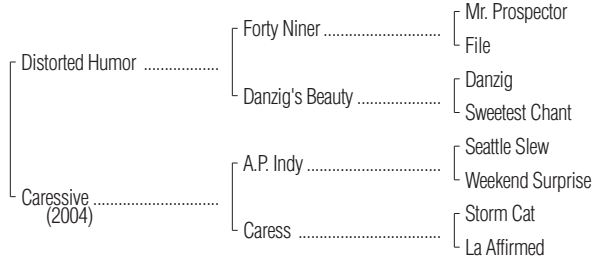 Mr. Prospector
Forty Niner ........................
File
Distorted Humor ..................
Danzig
Danzig's Beauty .................
Sweetest Chant
Seattle Slew
A.P. Indy ...........................
Weekend Surprise
Caressive ...........................
(2004)
Storm Cat
Caress .............................
La Affirmed